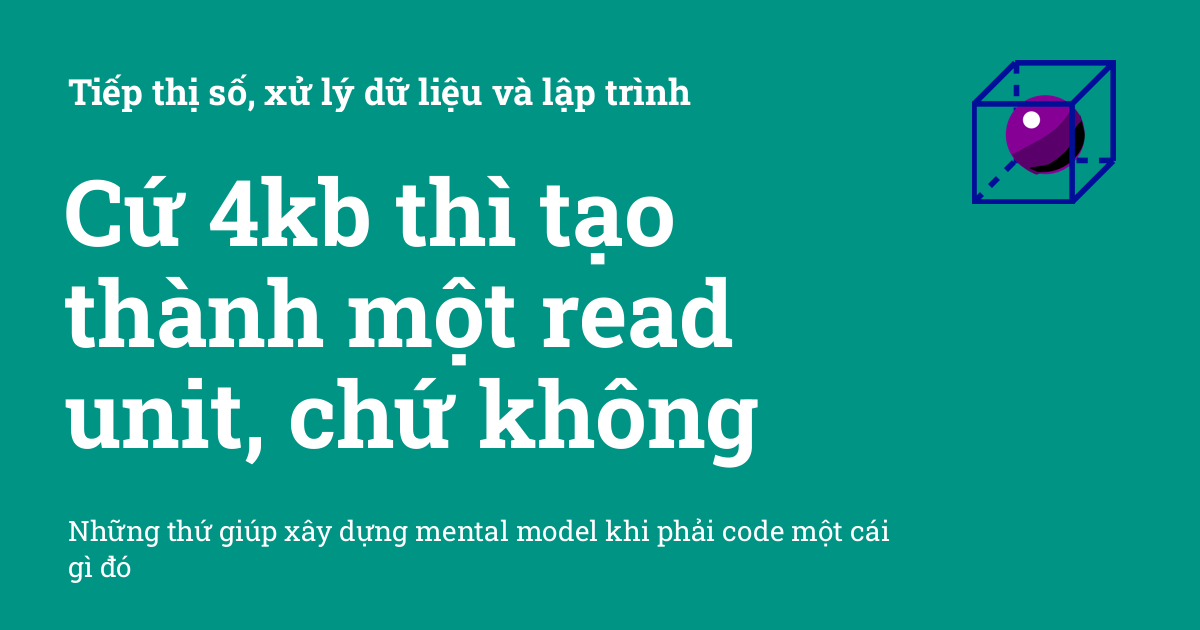 Tiếp thị số, xử lý dữ liệu và lập trình
Cứ 4kb thì tạo
thành một read
unit, chứ không
Những thứ giúp xây dựng mental model khi phải code một cái
gì đó